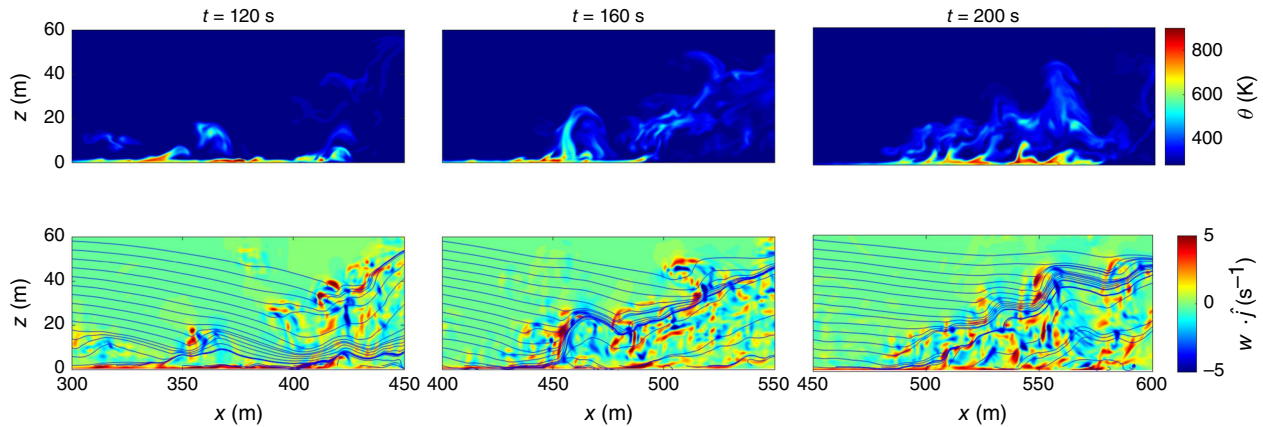 t = 120 s
t = 160 s
t = 200 s
60
40
20
0
z (m)
800
600
400
θ (K)
60
40
20
0
z (m)
300 350 400 450
400 450 500 550
450 500 550 600
x (m)
x (m)
x (m)
5
0
–5
w · ĵ (s⁻¹)